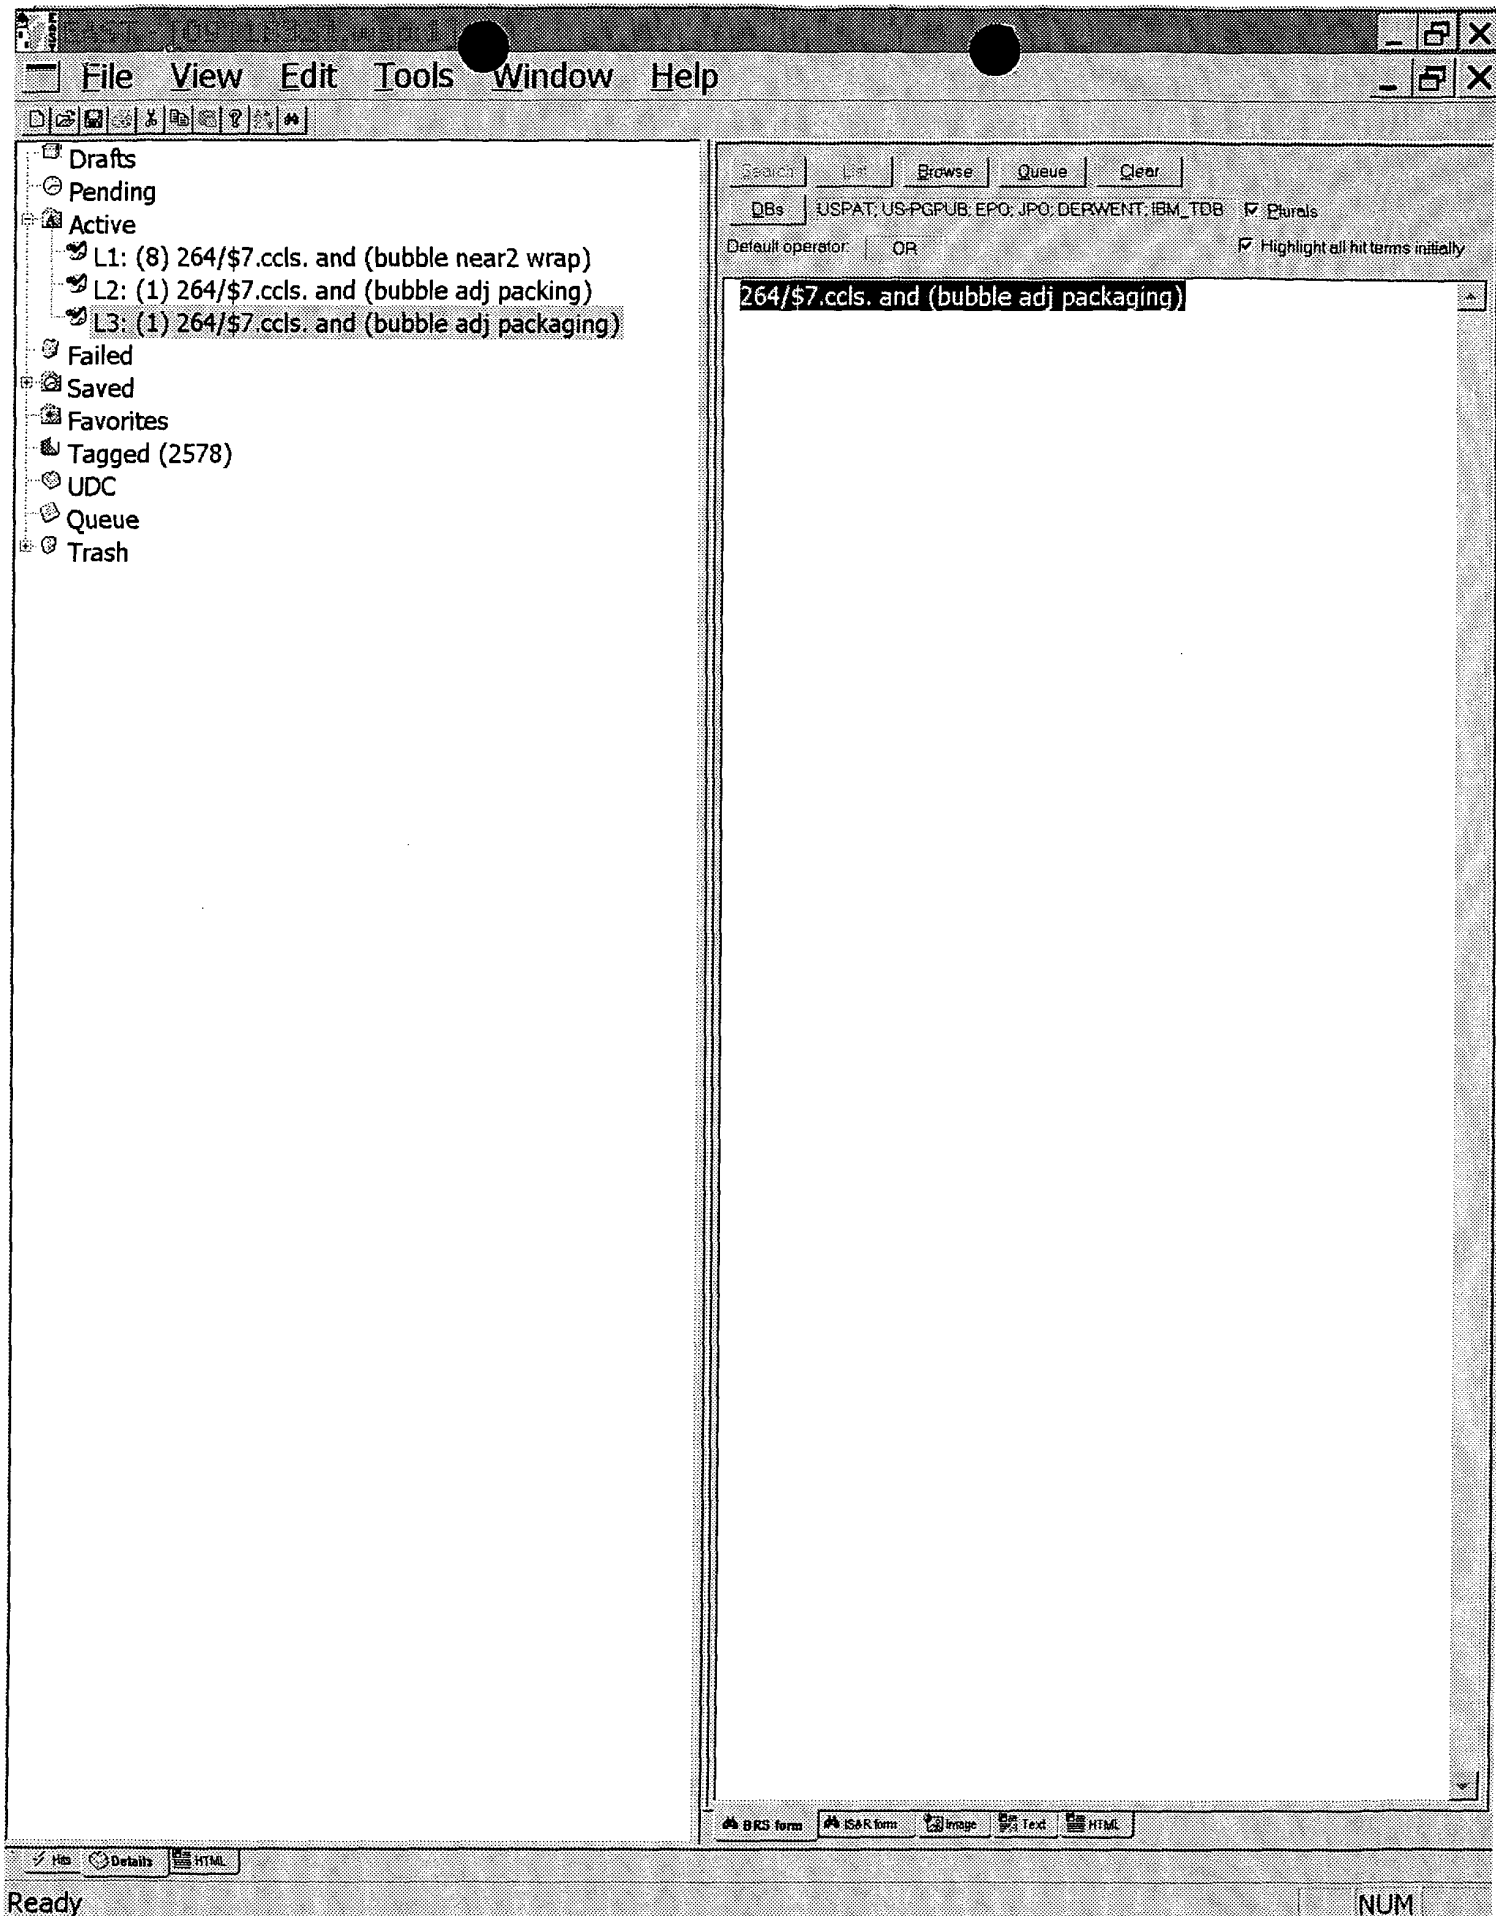 EAST
File View Edit Tools Window Help
Drafts
Pending
Active
L1: (8) 264/$7.ccls. and (bubble near2 wrap)
L2: (1) 264/$7.ccls. and (bubble adj packing)
L3: (1) 264/$7.ccls. and (bubble adj packaging)
Failed
Saved
Favorites
Tagged (2578)
UDC
Queue
Trash
Search List Browse Queue Clear
DBs USPAT; US-PGPUB; EPO; JPO; DERWENT; IBM_TDB Plurals
Default operator: OR Highlight all hit terms initially
264/$7.ccls. and (bubble adj packaging)
BRS form IS&R form Image Text HTML
Hits Details HTML
Ready NUM